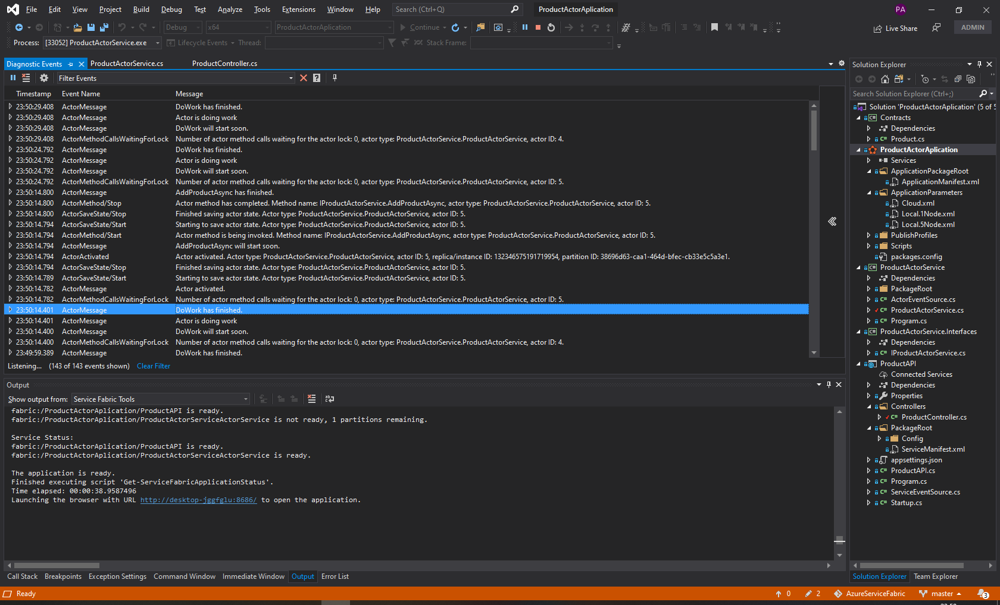 File Edit View Project Build Debug Test Analyze Tools Extensions Window Help Search (Ctrl+Q) ProductActorAplication PA
Debug x64 ProductActorAplication Continue Live Share ADMIN
Process: [33052] ProductActorService.exe Lifecycle Events Thread: Stack Frame:
Diagnostic Events ProductActorService.cs ProductController.cs
Filter Events
Timestamp Event Name Message
23:50:29.408 ActorMessage DoWork has finished.
23:50:29.408 ActorMessage Actor is doing work
23:50:29.408 ActorMessage DoWork will start soon.
23:50:29.408 ActorMethodCallsWaitingForLock Number of actor method calls waiting for the actor lock: 0, actor type: ProductActorService.ProductActorService, actor ID: 4.
23:50:24.792 ActorMessage DoWork has finished.
23:50:24.792 ActorMessage Actor is doing work
23:50:24.792 ActorMessage DoWork will start soon.
23:50:24.792 ActorMethodCallsWaitingForLock Number of actor method calls waiting for the actor lock: 0, actor type: ProductActorService.ProductActorService, actor ID: 5.
23:50:14.800 ActorMessage AddProductAsync has finished.
23:50:14.800 ActorMethod/Stop Actor method has completed. Method name: IProductActorService.AddProductAsync, actor type: ProductActorService.ProductActorService, actor ID: 5.
23:50:14.800 ActorSaveState/Stop Finished saving actor state. Actor type: ProductActorService.ProductActorService, actor ID: 5.
23:50:14.794 ActorSaveState/Start Starting to save actor state. Actor type: ProductActorService.ProductActorService, actor ID: 5.
23:50:14.794 ActorMethod/Start Actor method is being invoked. Method name: IProductActorService.AddProductAsync, actor type: ProductActorService.ProductActorService, actor ID: 5.
23:50:14.794 ActorMessage AddProductAsync will start soon.
23:50:14.794 ActorActivated Actor activated. Actor type: ProductActorService.ProductActorService, actor ID: 5, replica/instance ID: 132346575191719954, partition ID: 38696d63-caa1-464d-bfec-cb33e5c5a3e1.
23:50:14.794 ActorSaveState/Stop Finished saving actor state. Actor type: ProductActorService.ProductActorService, actor ID: 5.
23:50:14.789 ActorSaveState/Start Starting to save actor state. Actor type: ProductActorService.ProductActorService, actor ID: 5.
23:50:14.782 ActorMessage Actor activated.
23:50:14.782 ActorMethodCallsWaitingForLock Number of actor method calls waiting for the actor lock: 0, actor type: ProductActorService.ProductActorService, actor ID: 5.
23:50:14.401 ActorMessage DoWork has finished.
23:50:14.401 ActorMessage Actor is doing work
23:50:14.400 ActorMessage DoWork will start soon.
23:50:14.400 ActorMethodCallsWaitingForLock Number of actor method calls waiting for the actor lock: 0, actor type: ProductActorService.ProductActorService, actor ID: 4.
23:49:59.389 ActorMessage DoWork has finished.
Listening... (143 of 143 events shown) Clear Filter
Output
Show output from: Service Fabric Tools
fabric:/ProductActorAplication/ProductAPI is ready.
fabric:/ProductActorAplication/ProductActorServiceActorService is not ready, 1 partitions remaining.
Service Status:
fabric:/ProductActorAplication/ProductAPI is ready.
fabric:/ProductActorAplication/ProductActorServiceActorService is ready.
The application is ready.
Finished executing script 'Get-ServiceFabricApplicationStatus'.
Time elapsed: 00:00:38.9587496
Launching the browser with URL http://desktop-jggfglu:8686/ to open the application.
Call Stack Breakpoints Exception Settings Command Window Immediate Window Output Error List
Solution Explorer
Search Solution Explorer (Ctrl+;)
Solution 'ProductActorAplication' (5 of 5
C# Contracts
Dependencies
C# Product.cs
ProductActorAplication
Services
ApplicationPackageRoot
ApplicationManifest.xml
ApplicationParameters
Cloud.xml
Local.1Node.xml
Local.5Node.xml
PublishProfiles
Scripts
packages.config
C# ProductActorService
Dependencies
PackageRoot
C# ActorEventSource.cs
C# ProductActorService.cs
C# Program.cs
C# ProductActorService.Interfaces
Dependencies
C# IProductActorService.cs
ProductAPI
Connected Services
Dependencies
Properties
Controllers
C# ProductController.cs
PackageRoot
Config
ServiceManifest.xml
appsettings.json
C# ProductAPI.cs
C# Program.cs
C# ServiceEventSource.cs
C# Startup.cs
Solution Explorer Team Explorer
Ready 0 2 AzureServiceFabric master 3